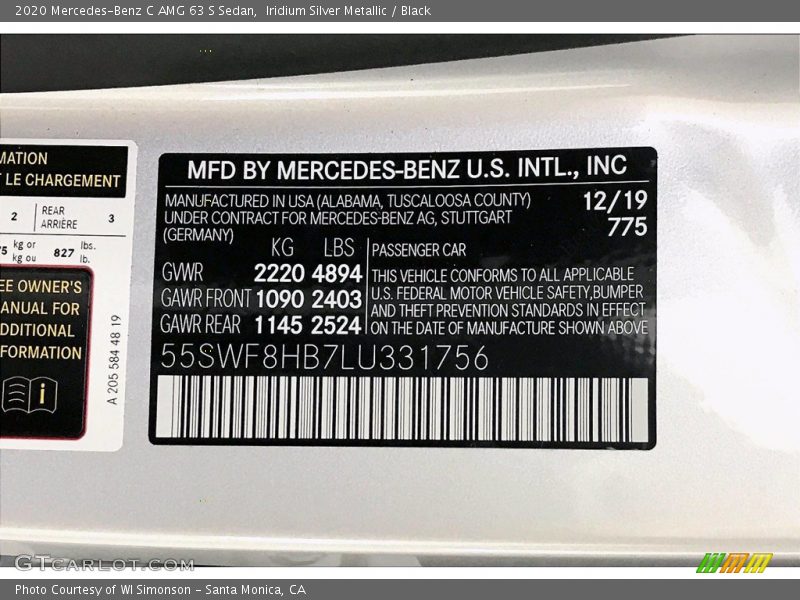 2020 Mercedes-Benz C AMG 63 S Sedan,  Iridium Silver Metallic / Black
MATION
T LE CHARGEMENT
2 REAR ARRIÈRE 3
75 kg or kg ou 827 lbs. lb.
EE OWNER'S
ANUAL FOR
DDITIONAL
FORMATION
i
A 205 584 48 19
MFD BY MERCEDES-BENZ U.S. INTL., INC
MANUFACTURED IN USA (ALABAMA, TUSCALOOSA COUNTY) 12/19
UNDER CONTRACT FOR MERCEDES-BENZ AG, STUTTGART 775
(GERMANY)
KG LBS
GWR 2220 4894
GAWR FRONT 1090 2403
GAWR REAR 1145 2524
PASSENGER CAR
THIS VEHICLE CONFORMS TO ALL APPLICABLE
U.S. FEDERAL MOTOR VEHICLE SAFETY,BUMPER
AND THEFT PREVENTION STANDARDS IN EFFECT
ON THE DATE OF MANUFACTURE SHOWN ABOVE
55SWF8HB7LU331756
GTcarlot.com
Photo Courtesy of WI Simonson - Santa Monica, CA